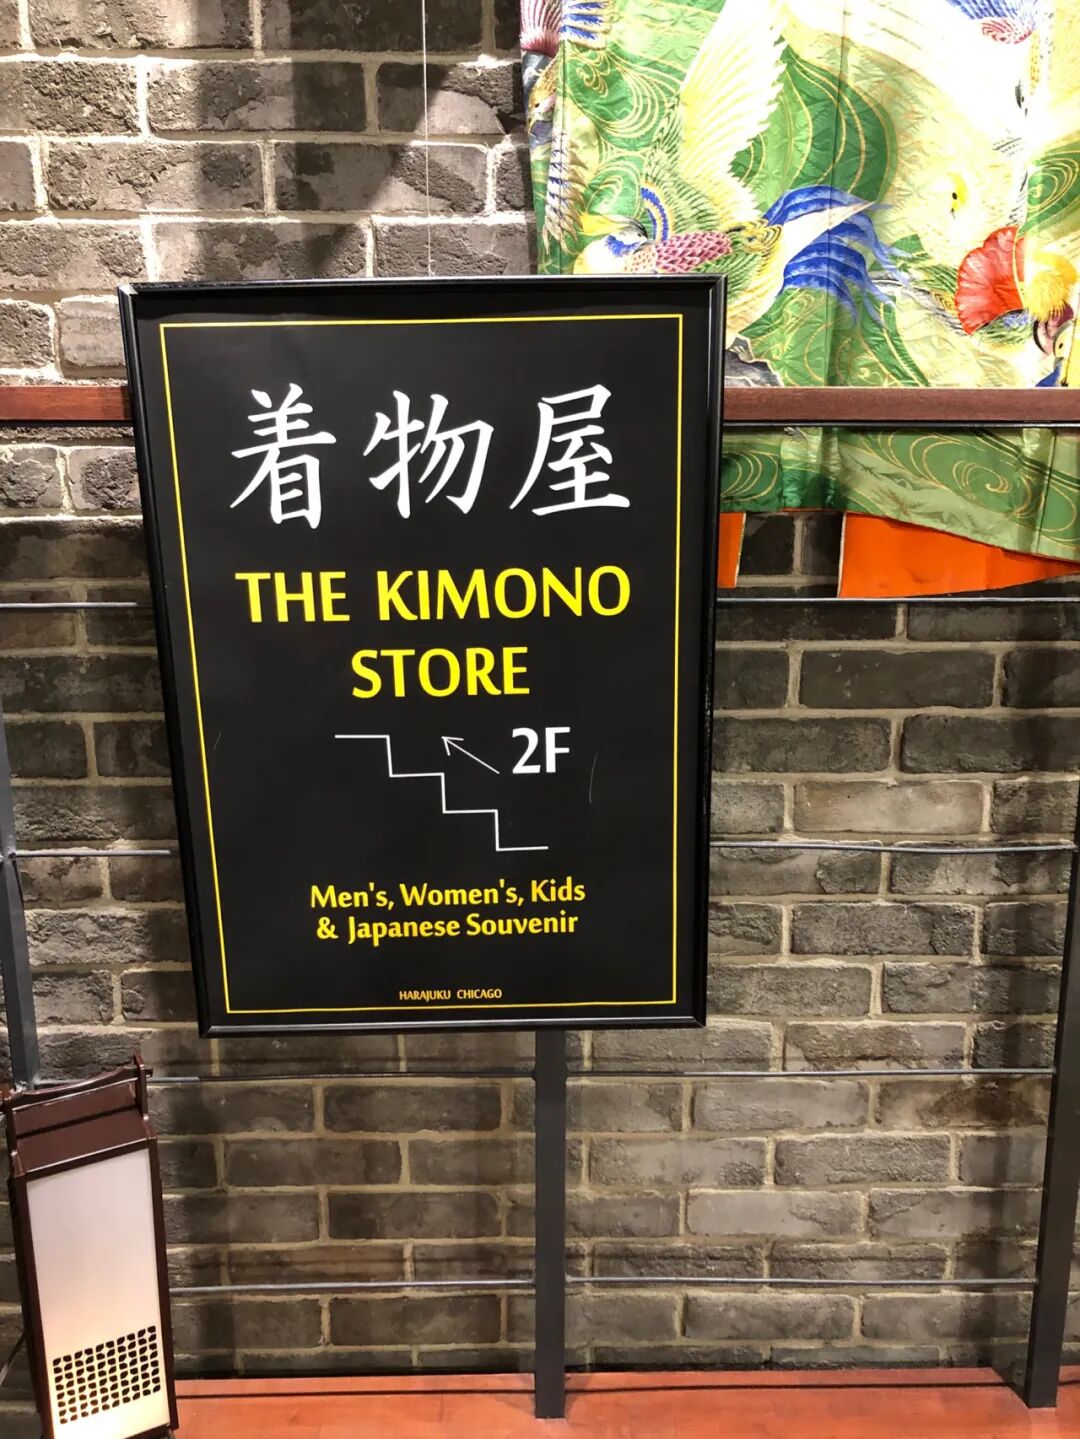 着物屋
THE KIMONO
STORE
2F
Men's, Women's, Kids
& Japanese Souvenir
HARAJUKU CHICAGO